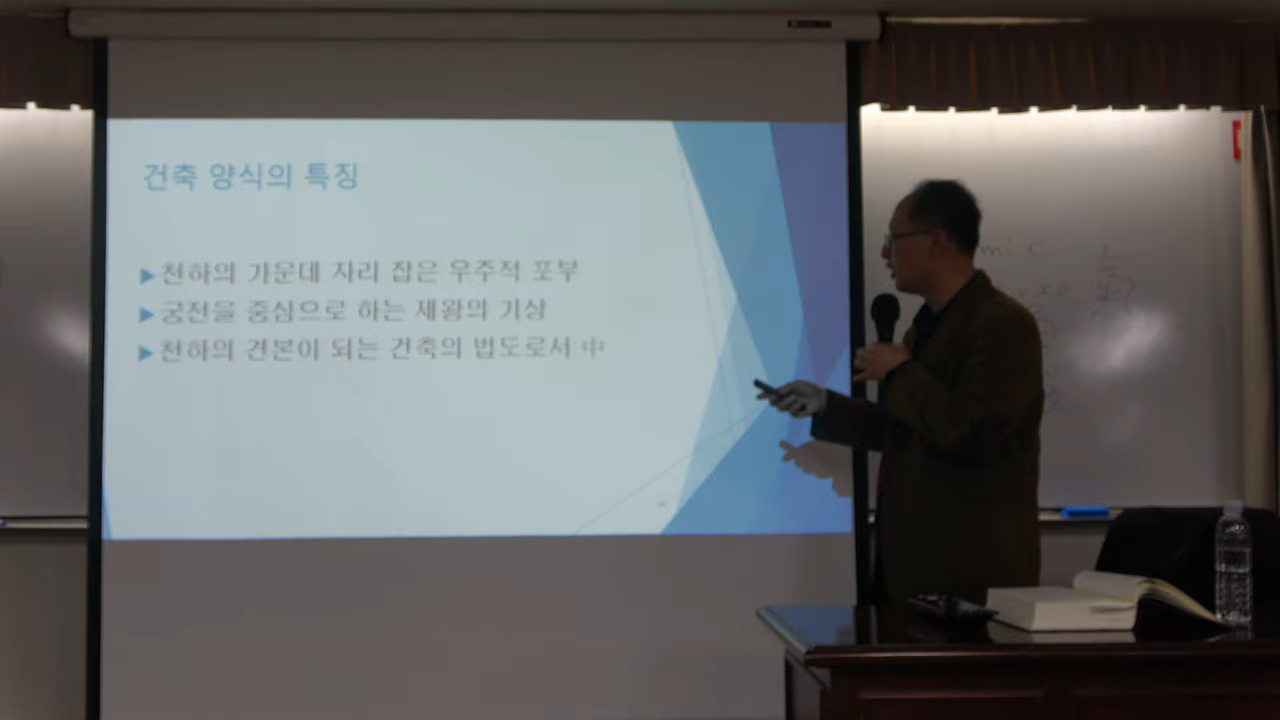 건축 양식의 특징
천하의 가운데 자리 잡은 우주적 포부
궁전을 중심으로 하는 제왕의 기상
천하의 견본이 되는 건축의 법도로서 中